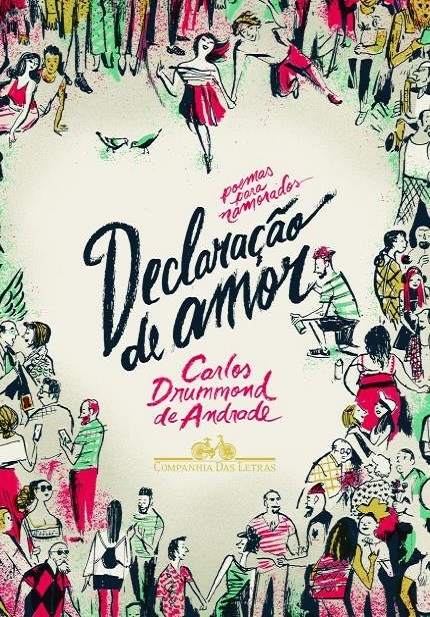 poemas
para
namorados
Declaração
de amor
Carlos
Drummond
de Andrade
COMPANHIA DAS LETRAS